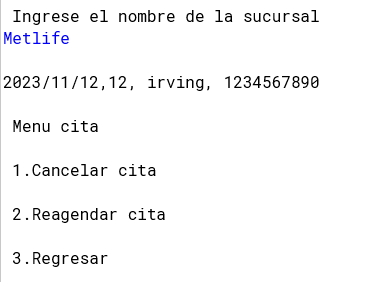 Ingrese el nombre de la sucursal
Metlife
2023/11/12,12, irving, 1234567890
Menu cita
1.Cancelar cita
2.Reagendar cita
3.Regresar